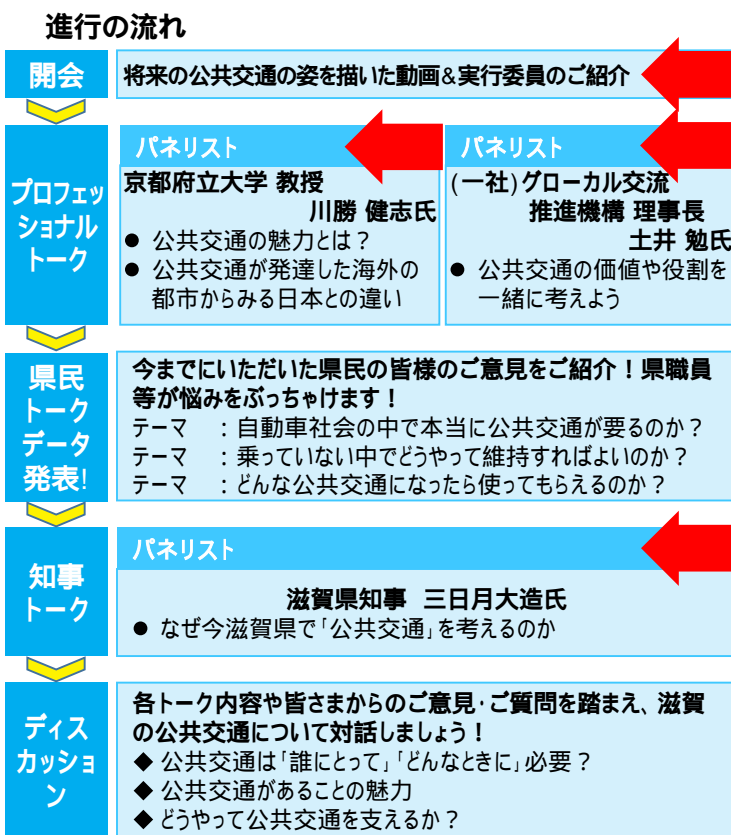 進行の流れ
開会
将来の公共交通の姿を描いた動画&実行委員のご紹介
プロフェッ
ショナル
トーク
パネリスト
京都府立大学 教授
川勝 健志氏
● 公共交通の魅力とは？
● 公共交通が発達した海外の
都市からみる日本との違い
パネリスト
(一社)グローカル交流
推進機構 理事長
土井 勉氏
● 公共交通の価値や役割を
一緒に考えよう
県民
トーク
データ
発表!
今までにいただいた県民の皆様のご意見をご紹介！県職員
等が悩みをぶっちゃけます！
テーマ　：自動車社会の中で本当に公共交通が要るのか？
テーマ　：乗っていない中でどうやって維持すればよいのか？
テーマ　：どんな公共交通になったら使ってもらえるのか？
知事
トーク
パネリスト
滋賀県知事 三日月大造氏
● なぜ今滋賀県で「公共交通」を考えるのか
ディス
カッショ
ン
各トーク内容や皆さまからのご意見・ご質問を踏まえ、滋賀
の公共交通について対話しましょう！
◆ 公共交通は「誰にとって」「どんなときに」必要？
◆ 公共交通があることの魅力
◆ どうやって公共交通を支えるか？